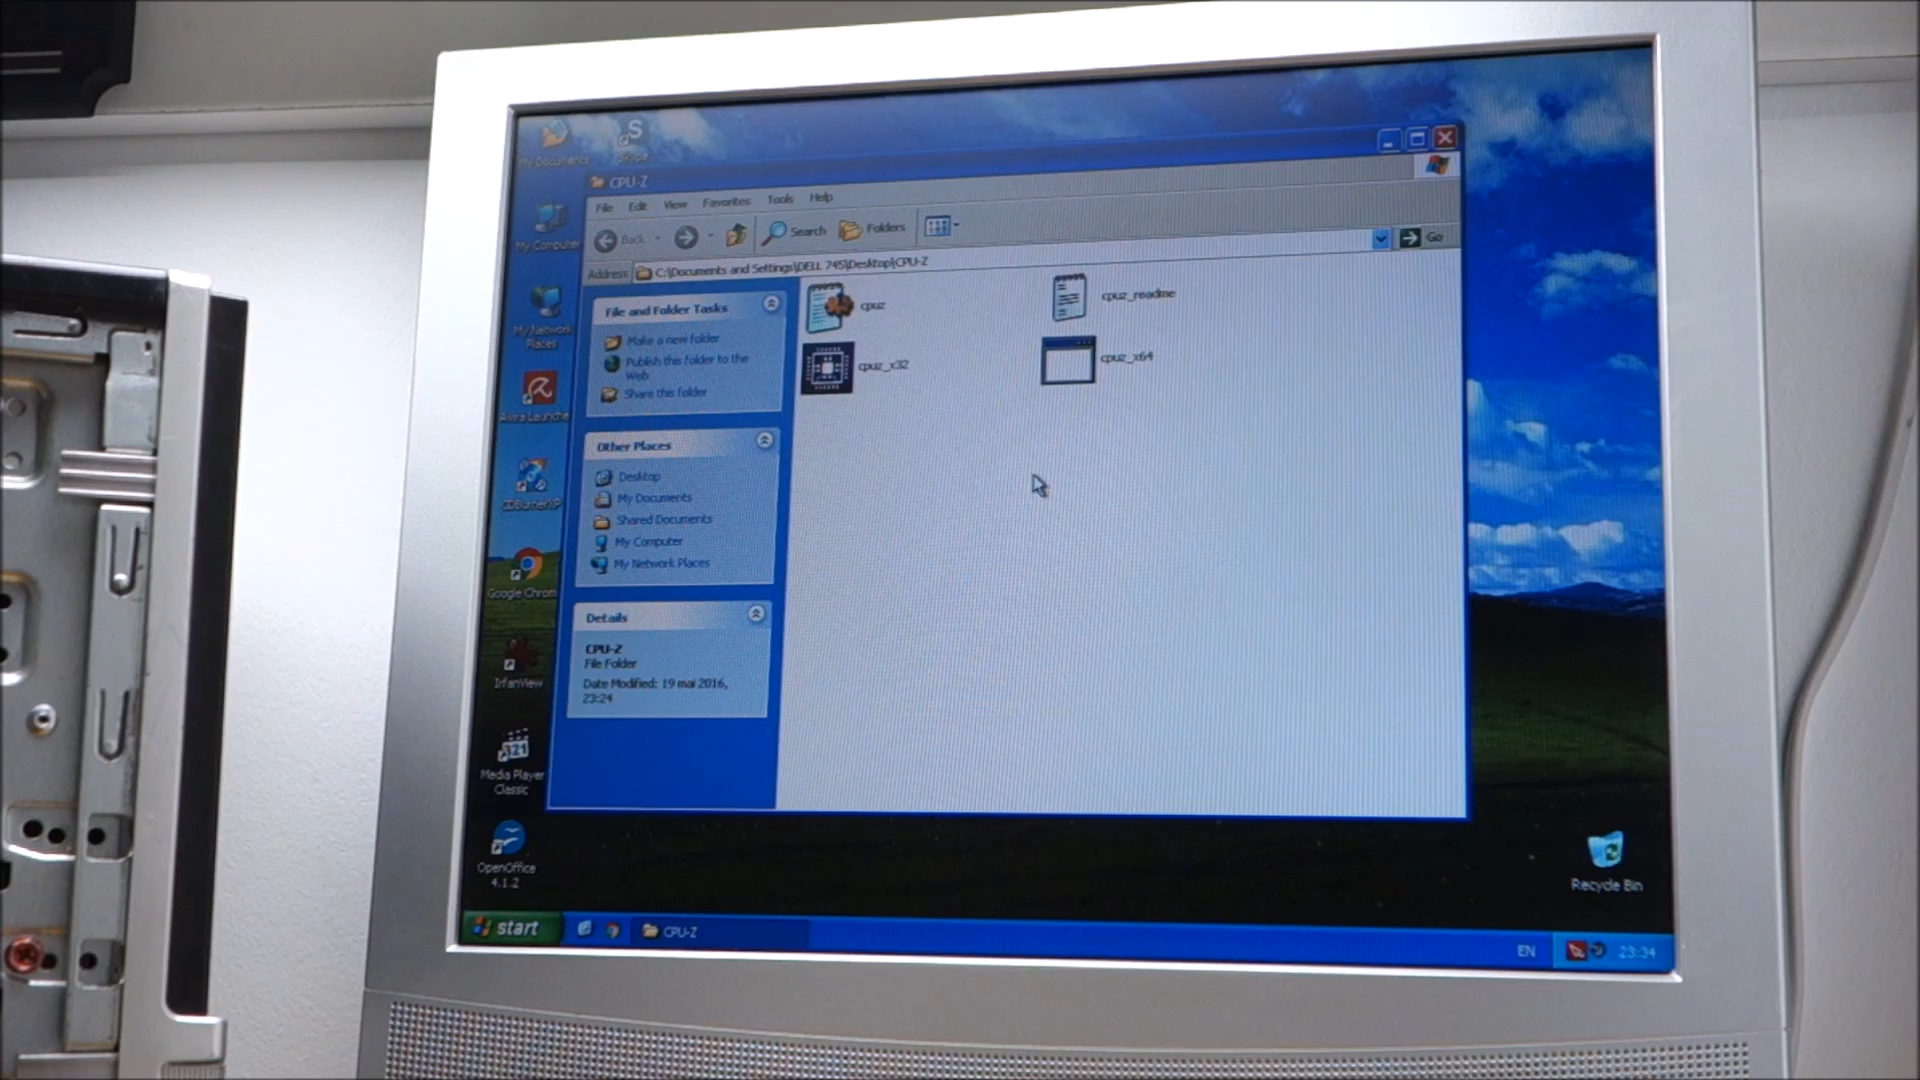 My Documents
Skype
CPU-Z
File Edit View Favorites Tools Help
Back
Search
Folders
Address
C:\Documents and Settings\DELL 745\Desktop\CPU-Z
Go
My Computer
My Network
Places
Avira Launche
CDBurnerXP
Google Chrom
IrfanView
Media Player
Classic
OpenOffice
4.1.2
File and Folder Tasks
Make a new folder
Publish this folder to the
Web
Share this folder
Other Places
Desktop
My Documents
Shared Documents
My Computer
My Network Places
Details
CPU-Z
File Folder
Date Modified: 19 mai 2016,
23:24
cpuz
cpuz_readme
cpuz_x32
cpuz_x64
321
Recycle Bin
start
CPU-Z
EN
23:34